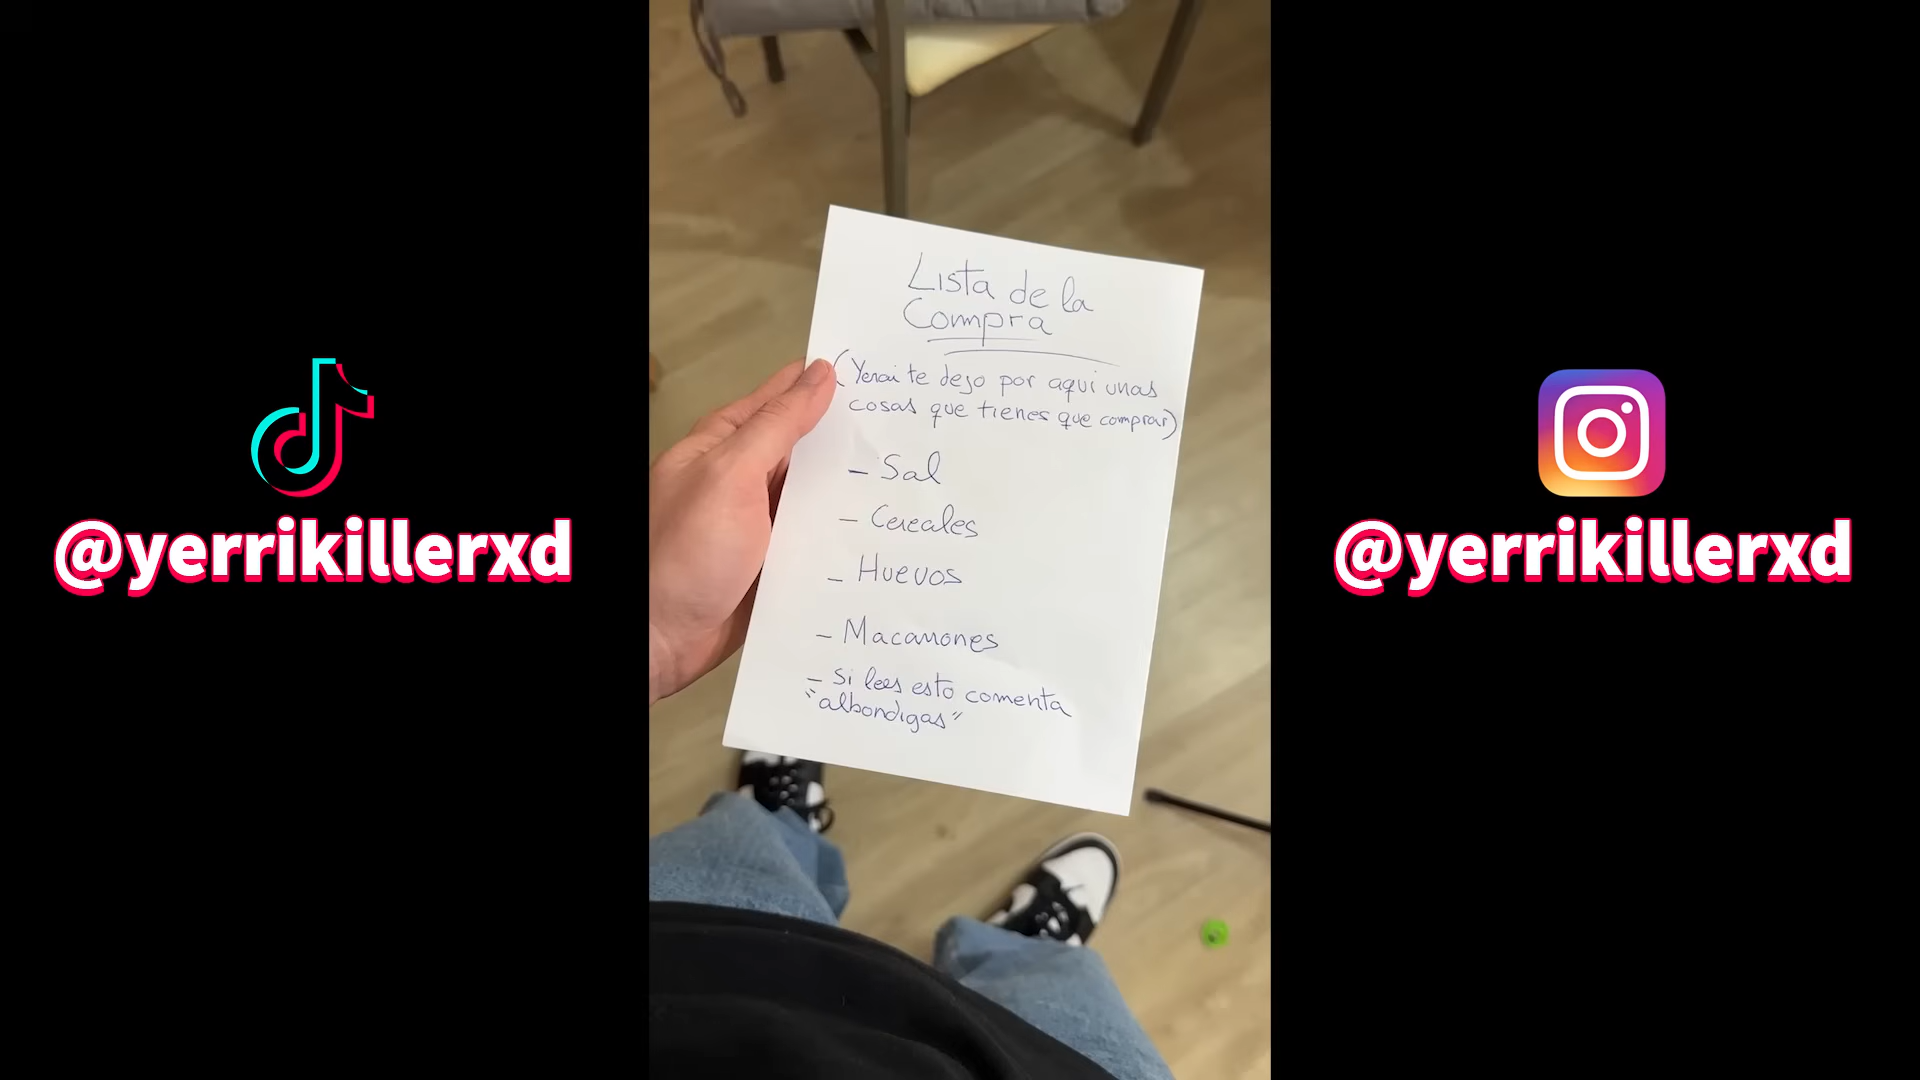 Lista de la
Compra
(Yerai te dejo por aqui unas
cosas que tienes que comprar)
- Sal
- Cereales
- Huevos
- Macarrones
- Si lees esto comenta
"albondigas"
@yerrikillerxd
@yerrikillerxd